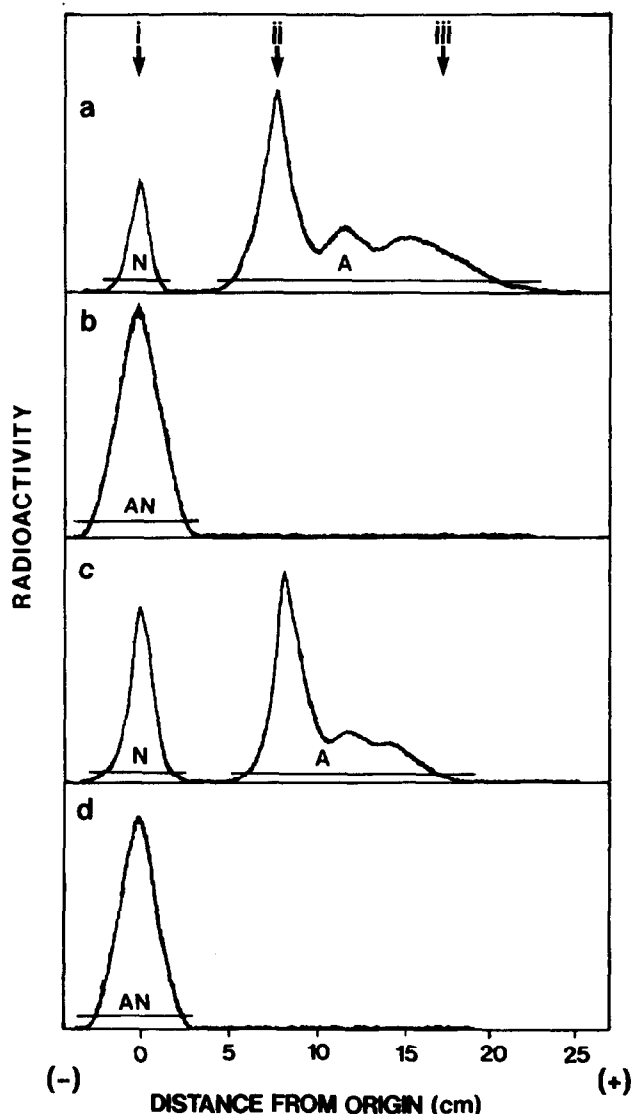 i ii iii
a
N A
b
AN
c
N A
d
AN
RADIOACTIVITY
0 5 10 15 20 25
(-) (+)
DISTANCE FROM ORIGIN (cm)